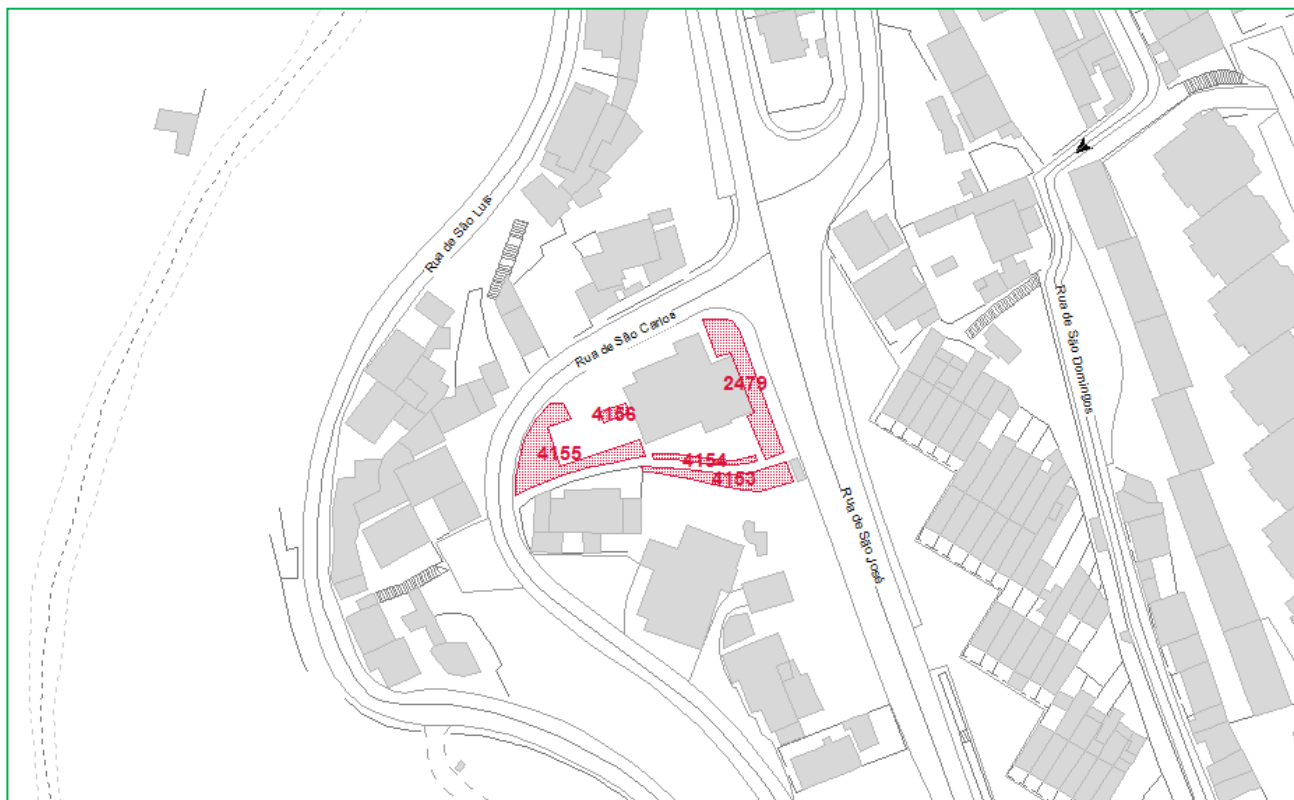 Rua de São Luís
Rua de São Carlos
2479
4156
4155
4154
4153
Rua de São José
Rua de São Domingos